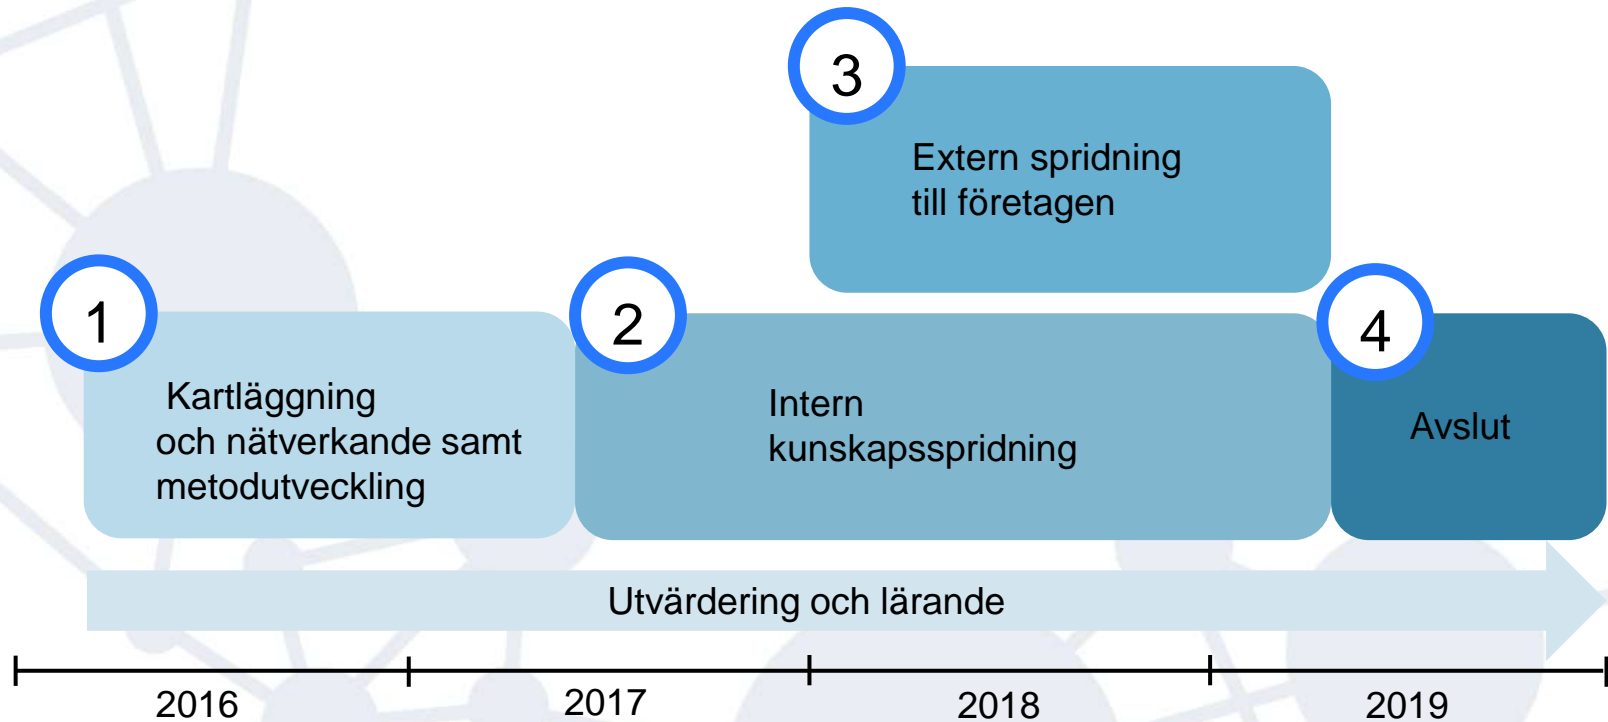 1
Kartläggning
och nätverkande samt
metodutveckling
2
Intern
kunskapsspridning
3
Extern spridning
till företagen
4
Avslut
Utvärdering och lärande
2016
2017
2018
2019